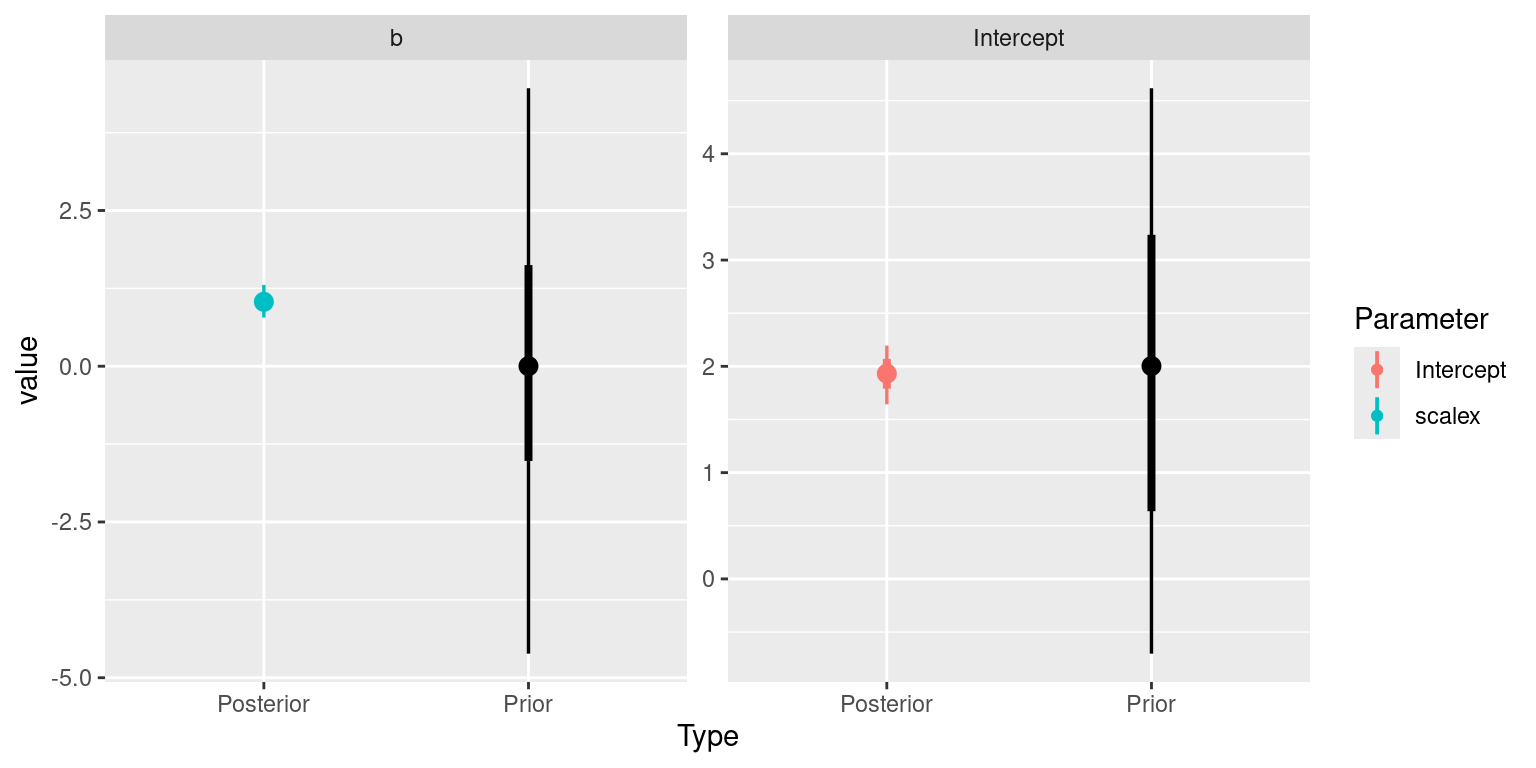 b
Intercept
value
2.5
0.0
-2.5
-5.0
4
3
2
1
0
Posterior
Prior
Posterior
Prior
Type
Parameter
Intercept
scalex